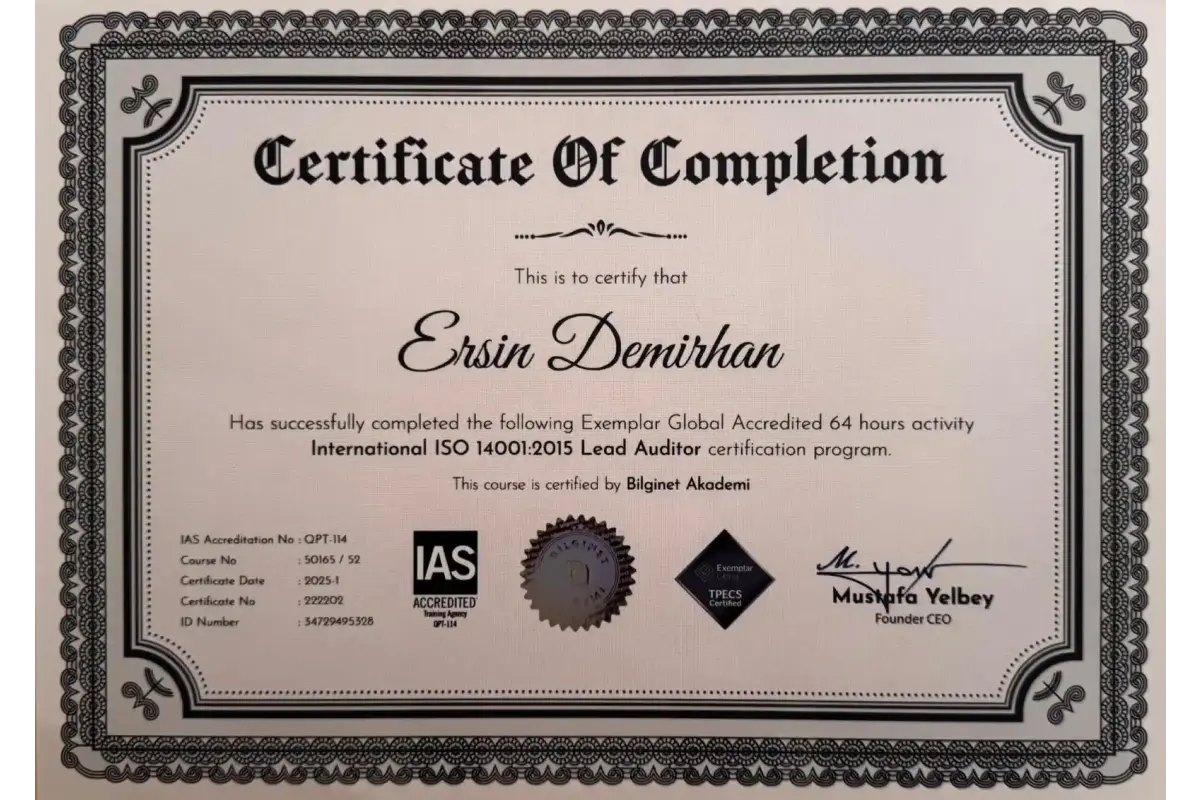 Certificate Of Completion
This is to certify that
Ersin Demirhan
Has successfully completed the following Exemplar Global Accredited 64 hours activity
International ISO 14001:2015 Lead Auditor certification program.
This course is certified by Bilginet Akademi
IAS Accreditation No : QPT-114
Course No : 50165 / 52
Certificate Date : 2025-1
Certificate No : 222202
ID Number : 34729495328
IAS
ACCREDITED
Training Agency
QPT-114
BILGINET
Exemplar
TPECS
Certified
Mustafa Yelbey
Founder CEO